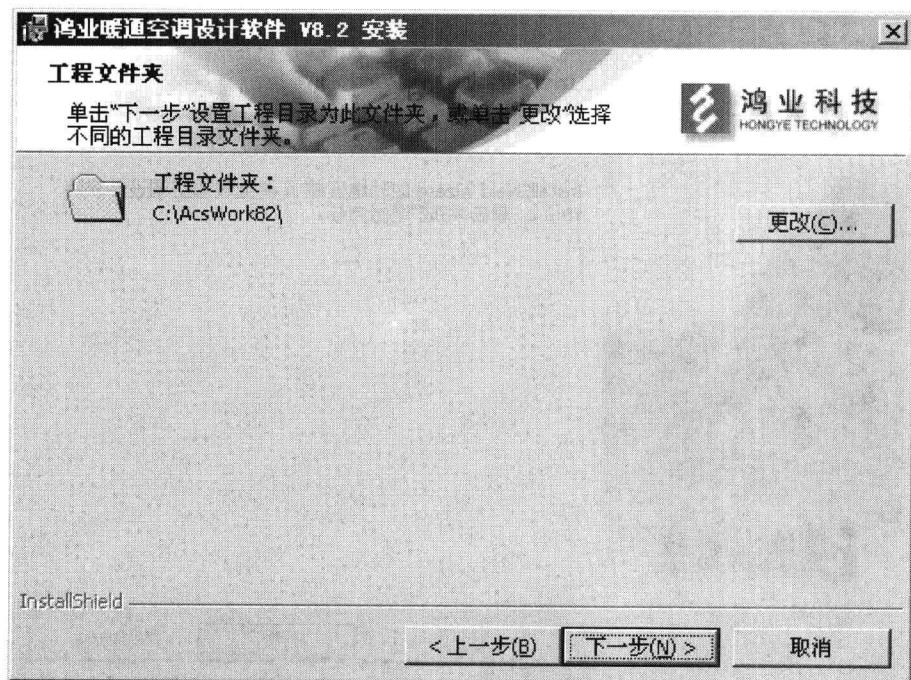 鸿业暖通空调设计软件 V8.2 安装
工程文件夹
单击"下一步"设置工程目录为此文件夹，或单击"更改"选择
不同的工程目录文件夹。
鸿业科技
HONGYE TECHNOLOGY
工程文件夹：
C:\AcsWork82\
更改(C)...
InstallShield
<上一步(B)
下一步(N) >
取消